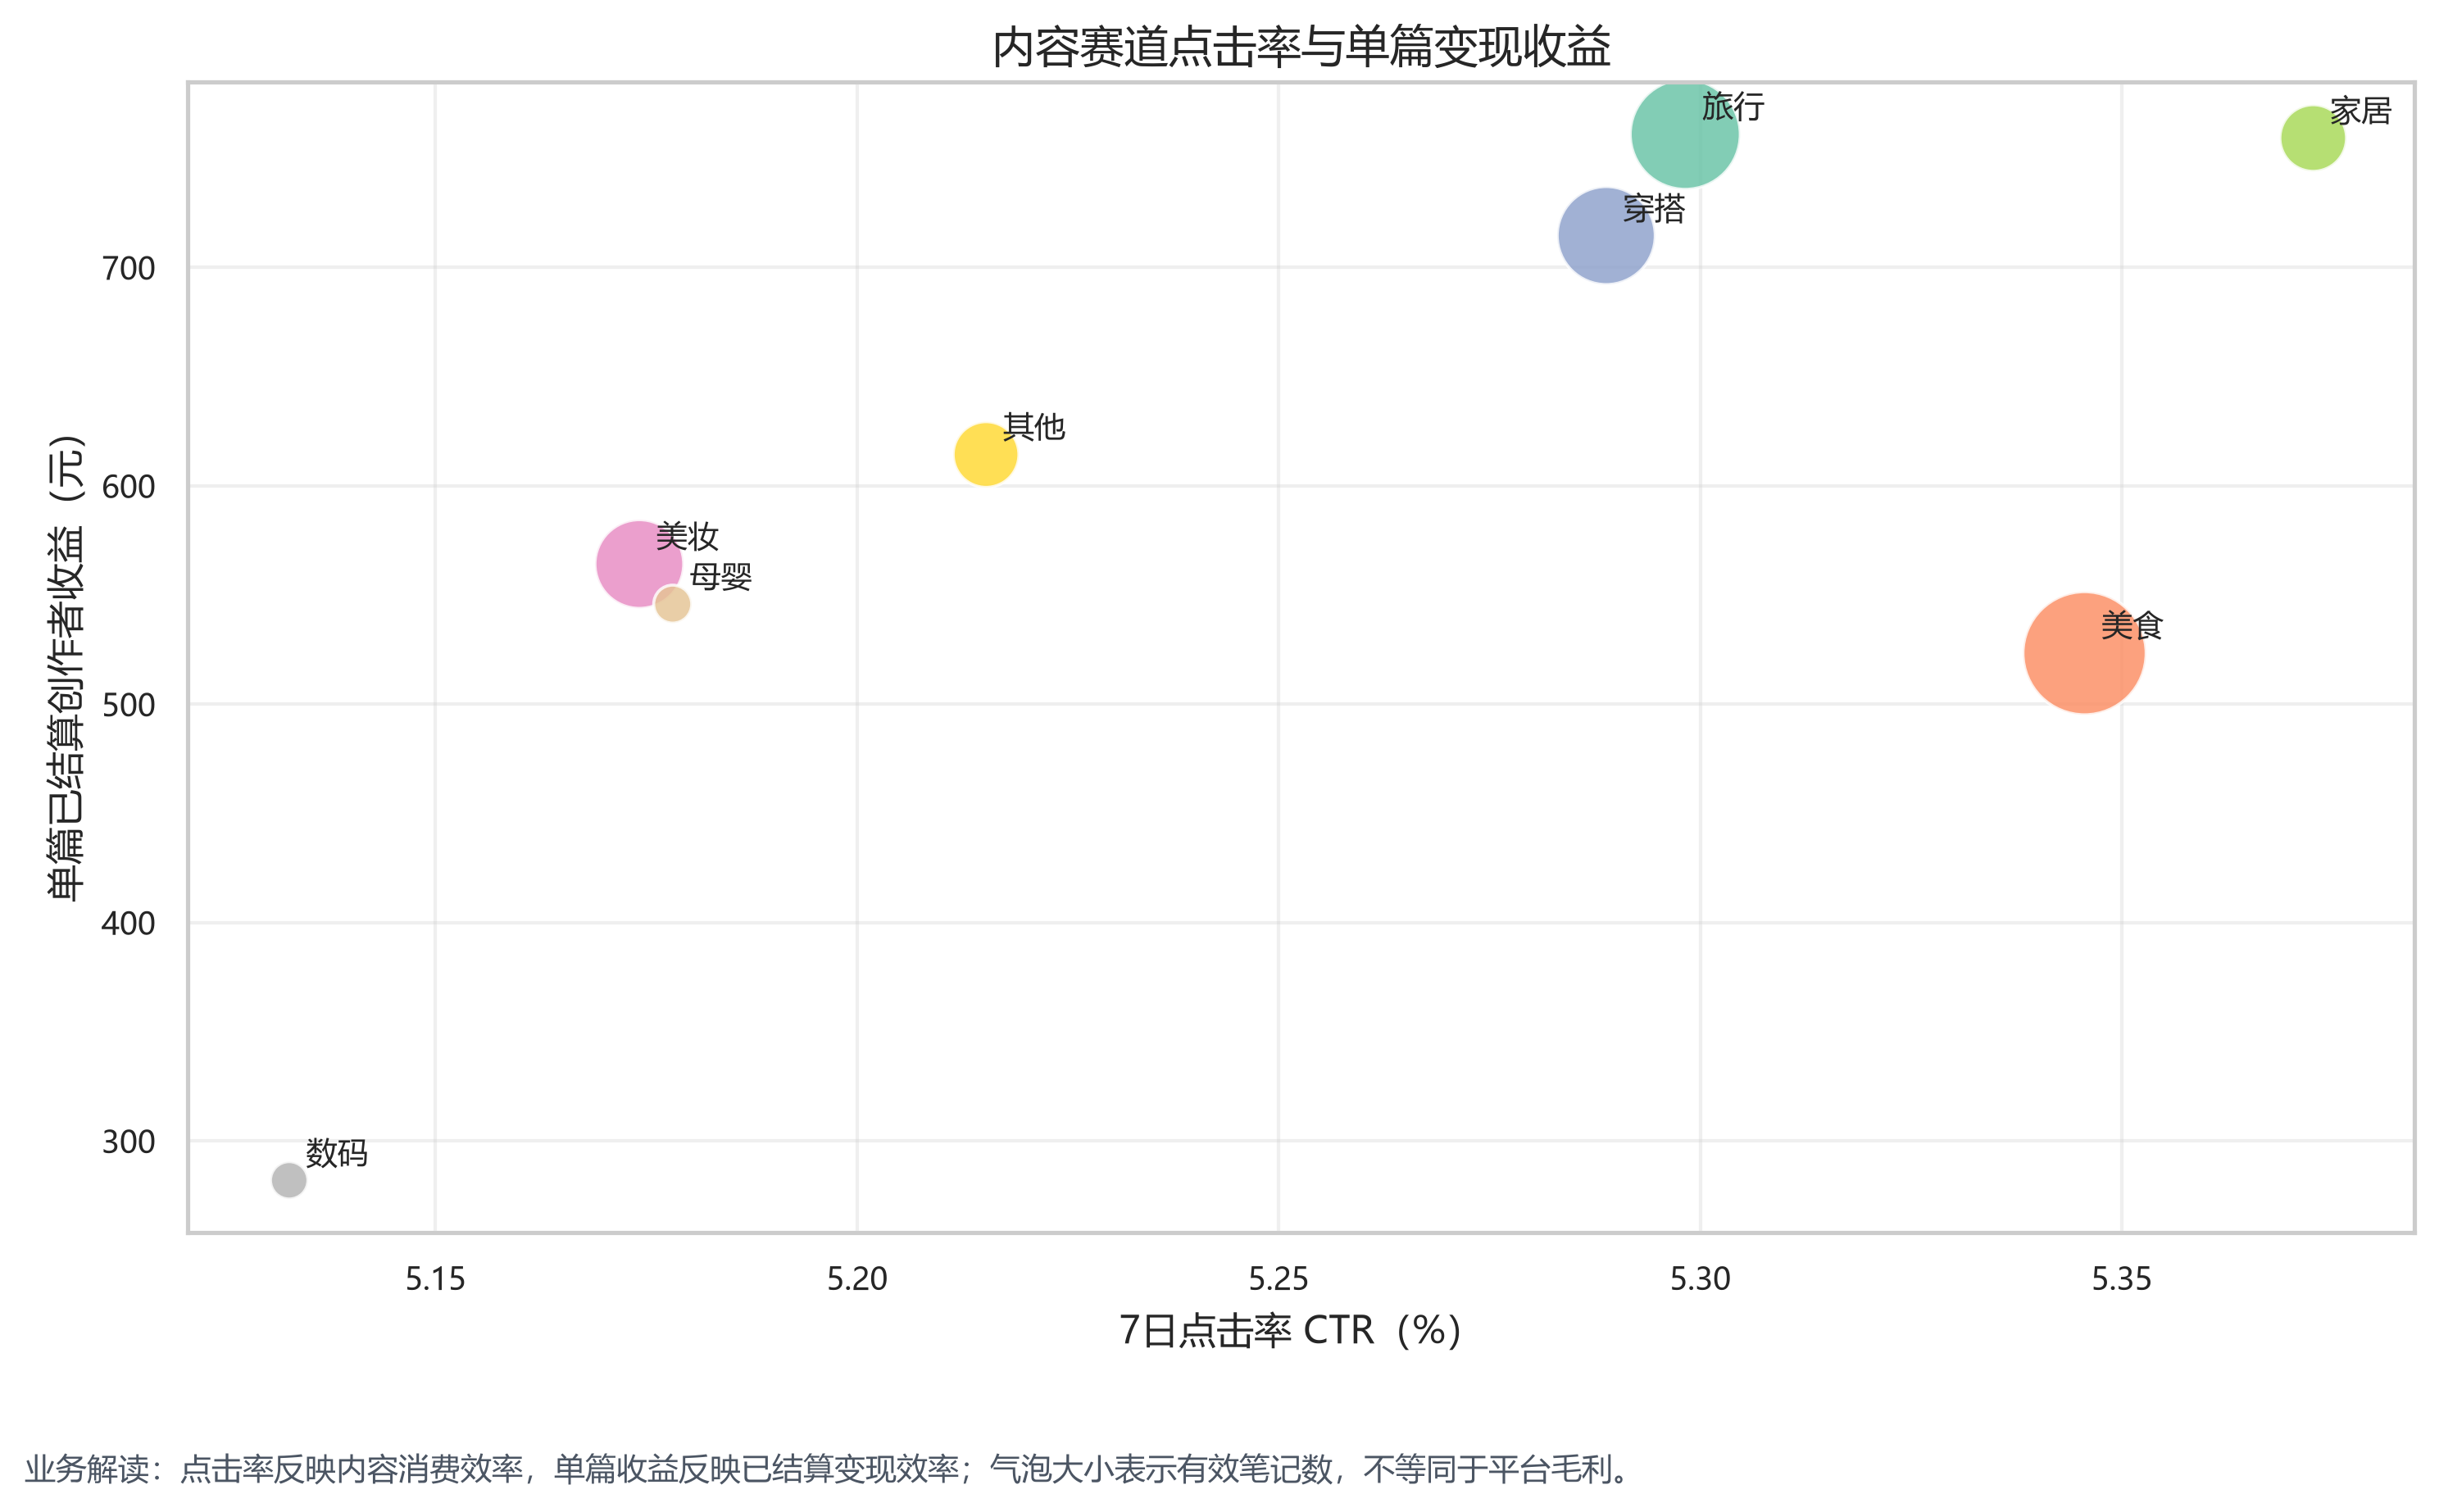 内容赛道点击率与单篇变现收益
旅行
家居
穿搭
700
其他
600
美妆
母婴
美食
500
单篇已结算创作者收益（元）
400
300
数码
5.15 5.20 5.25 5.30 5.35
7日点击率 CTR（%）
业务解读：点击率反映内容消费效率，单篇收益反映已结算变现效率；气泡大小表示有效笔记数，不等同于平台毛利。